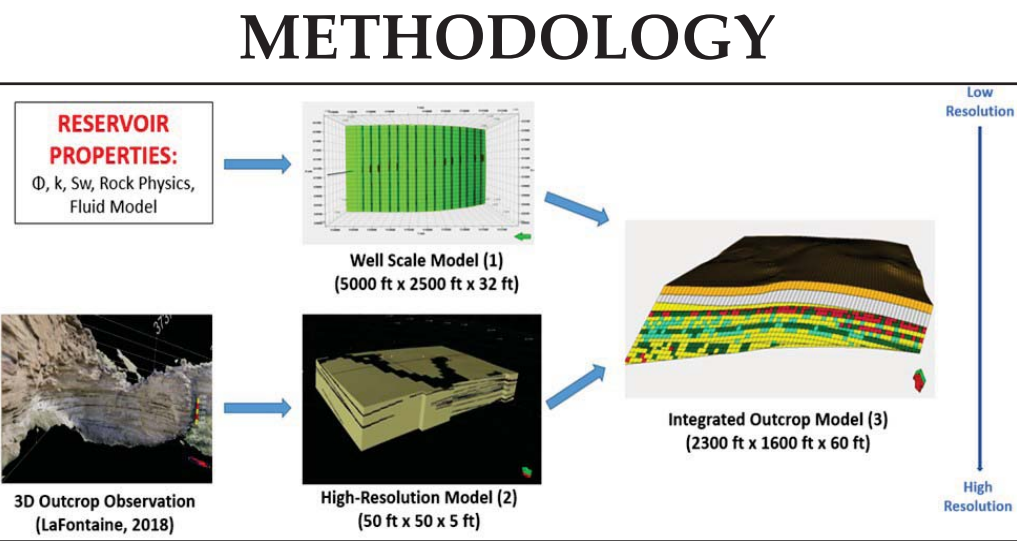 METHODOLOGY
RESERVOIR
PROPERTIES:
Φ, k, Sw, Rock Physics,
Fluid Model
Well Scale Model (1)
(5000 ft x 2500 ft x 32 ft)
3D Outcrop Observation
(LaFontaine, 2018)
High-Resolution Model (2)
(50 ft x 50 x 5 ft)
Integrated Outcrop Model (3)
(2300 ft x 1600 ft x 60 ft)
Low
Resolution
High
Resolution